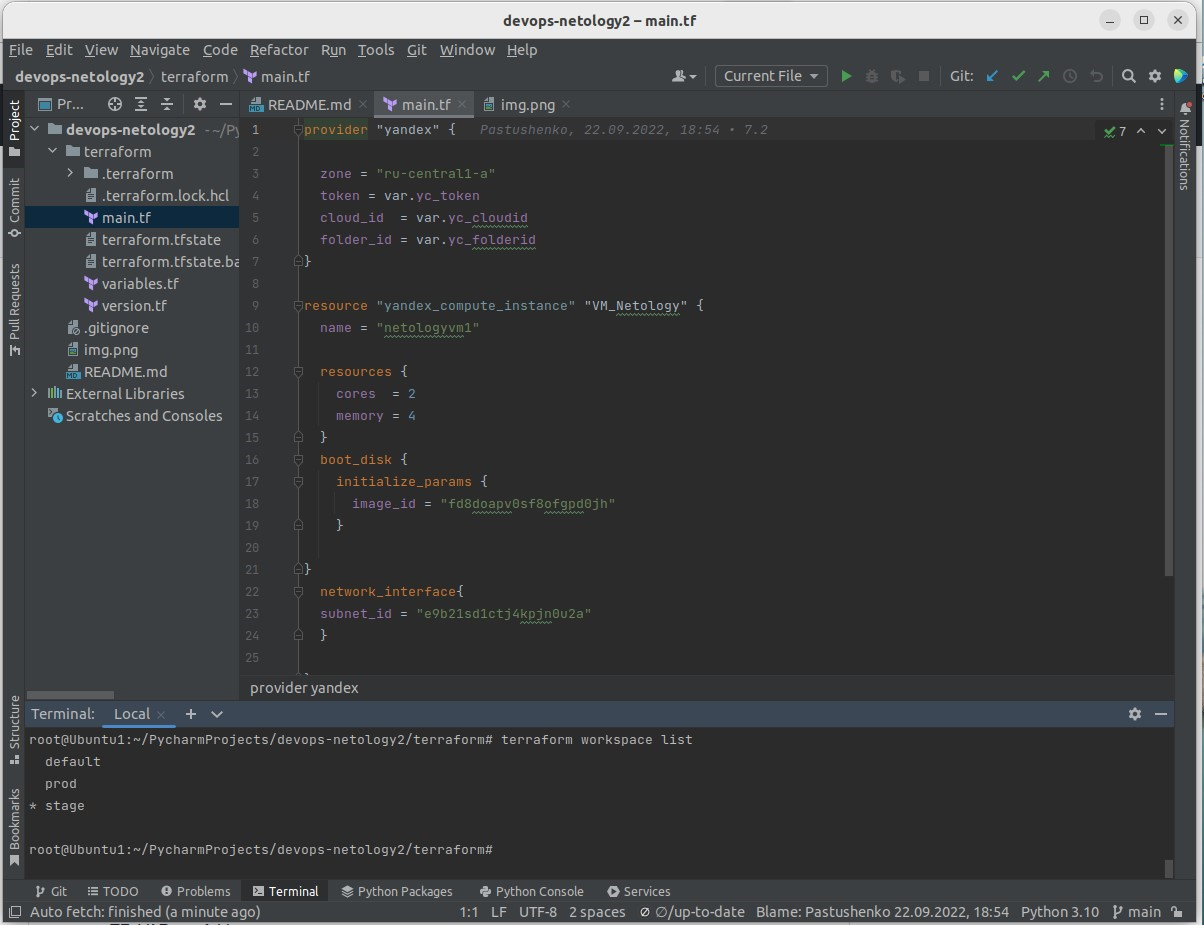 devops-netology2 – main.tf
File Edit View Navigate Code Refactor Run Tools Git Window Help
devops-netology2 terraform main.tf Current File Git:
Project Pr... README.md main.tf img.png
devops-netology2 ~/Py
terraform
.terraform
.terraform.lock.hcl
main.tf
terraform.tfstate
terraform.tfstate.ba
variables.tf
version.tf
.gitignore
img.png
README.md
External Libraries
Scratches and Consoles
Commit
Pull Requests
Structure
Bookmarks
Notifications
1 provider "yandex" { Pastushenko, 22.09.2022, 18:54 • 7.2 7
2
3 zone = "ru-central1-a"
4 token = var.yc_token
5 cloud_id  = var.yc_cloudid
6 folder_id = var.yc_folderid
7 }
8
9 resource "yandex_compute_instance" "VM_Netology" {
10 name = "netologyvm1"
11
12 resources {
13 cores  = 2
14 memory = 4
15 }
16 boot_disk {
17 initialize_params {
18 image_id = "fd8doapv0sf8ofgpd0jh"
19 }
20
21 }
22 network_interface{
23 subnet_id = "e9b21sd1ctj4kpjn0u2a"
24 }
25
provider yandex
Terminal: Local
root@Ubuntu1:~/PycharmProjects/devops-netology2/terraform# terraform workspace list
default
prod
* stage
root@Ubuntu1:~/PycharmProjects/devops-netology2/terraform#
Git TODO Problems Terminal Python Packages Python Console Services
Auto fetch: finished (a minute ago) 1:1 LF UTF-8 2 spaces ∅/up-to-date Blame: Pastushenko 22.09.2022, 18:54 Python 3.10 main